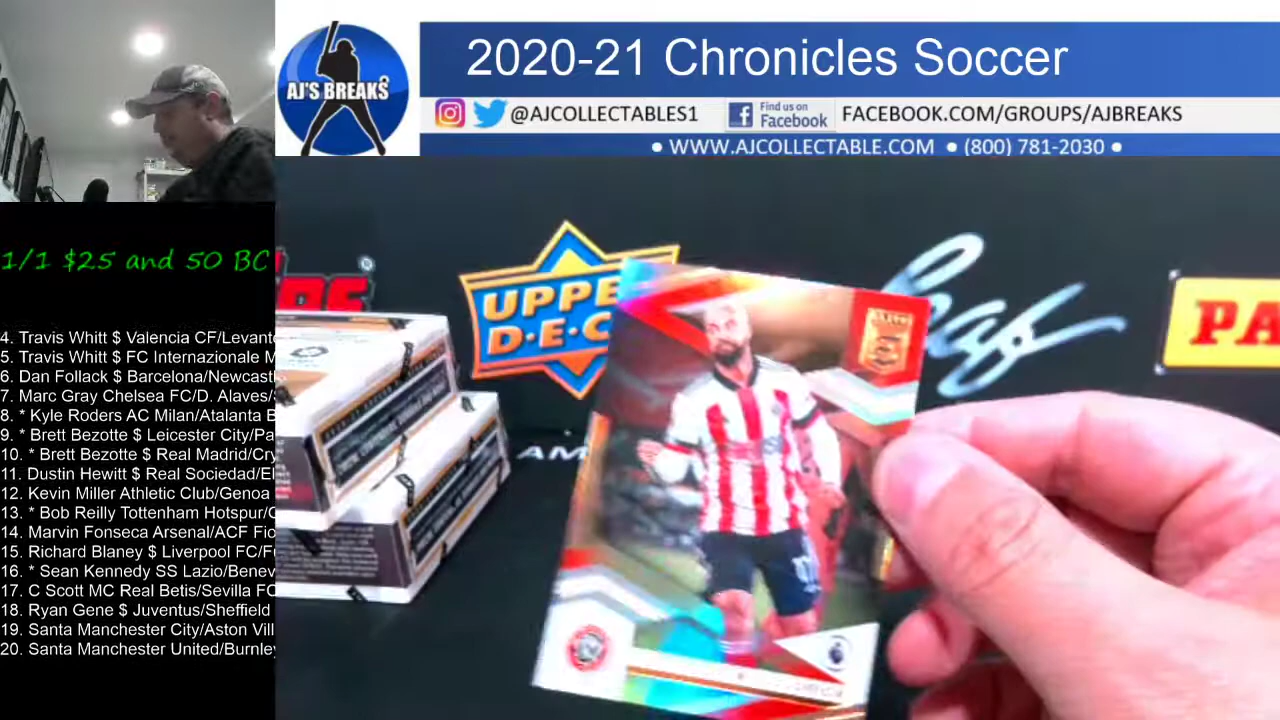 2020-21 Chronicles Soccer
AJ'S BREAKS
@AJCOLLECTABLES1
Find us on
Facebook
FACEBOOK.COM/GROUPS/AJBREAKS
• WWW.AJCOLLECTABLE.COM • (800) 781-2030 •
1/1 $25 and 50 BC
UPPE
D·E·C
PA
AM
4. Travis Whitt $ Valencia CF/Levant
5. Travis Whitt $ FC Internazionale M
6. Dan Follack $ Barcelona/Newcast
7. Marc Gray Chelsea FC/D. Alaves/
8. * Kyle Roders AC Milan/Atalanta B
9. * Brett Bezotte $ Leicester City/Pa
10. * Brett Bezotte $ Real Madrid/Cry
11. Dustin Hewitt $ Real Sociedad/E
12. Kevin Miller Athletic Club/Genoa
13. * Bob Reilly Tottenham Hotspur/C
14. Marvin Fonseca Arsenal/ACF Fio
15. Richard Blaney $ Liverpool FC/F
16. * Sean Kennedy SS Lazio/Benev
17. C Scott MC Real Betis/Sevilla FC
18. Ryan Gene $ Juventus/Sheffield
19. Santa Manchester City/Aston Vill
20. Santa Manchester United/Burnley